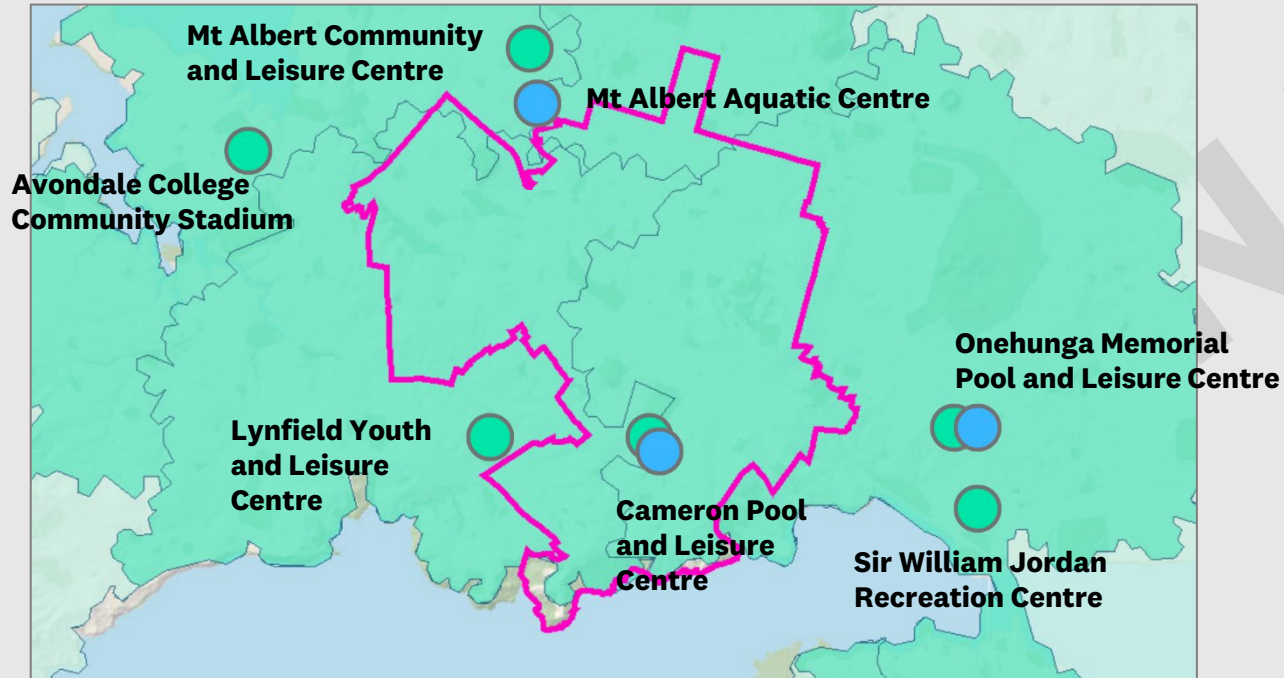 Mt Albert Community
and Leisure Centre
Mt Albert Aquatic Centre
Avondale College
Community Stadium
Onehunga Memorial
Pool and Leisure Centre
Lynfield Youth
and Leisure
Centre
Cameron Pool
and Leisure
Centre
Sir William Jordan
Recreation Centre